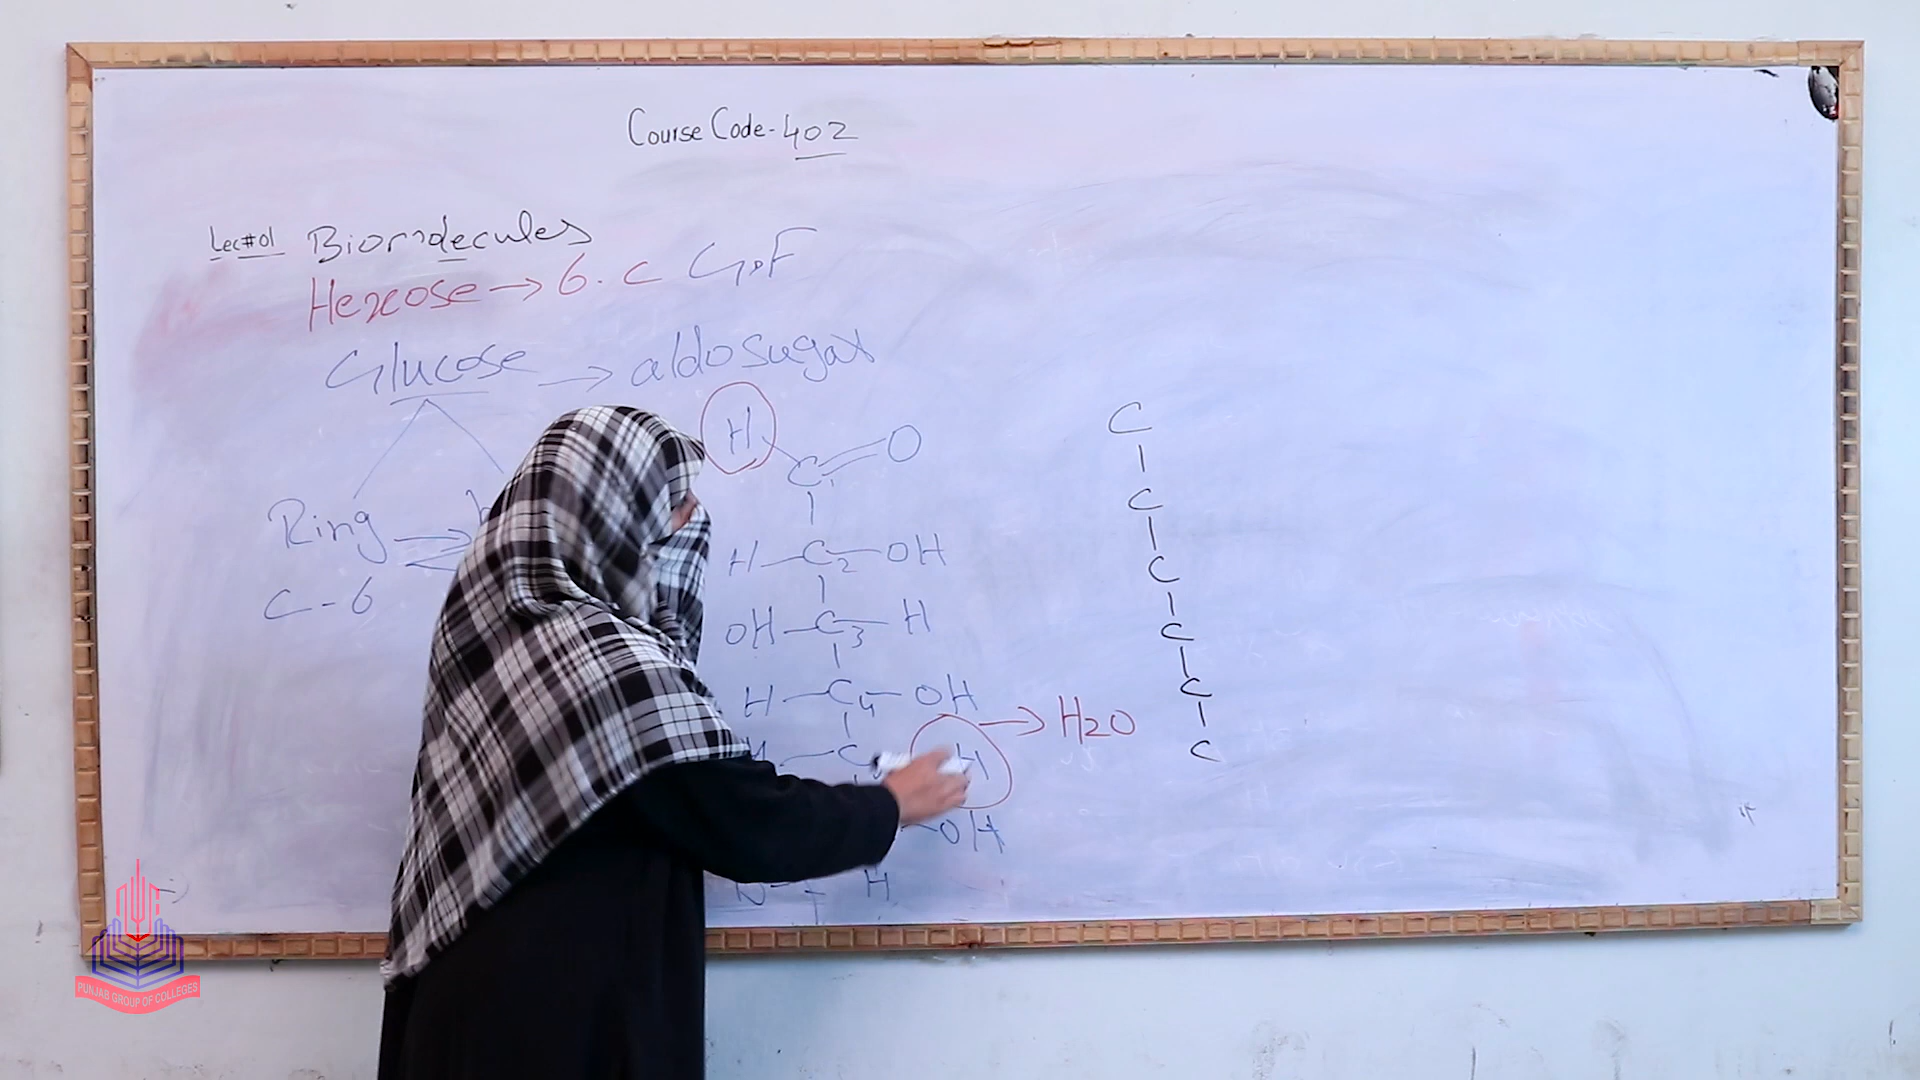 Course Code-402
Lec#01 Biomolecules
Hexose → 6.c G,F
Glucose → aldosugar
H
C O
Ring
H C2 OH
C-6
OH C3 H
H C4 OH
→ H2O
C H
OH
H
C
C
C
C
C
C
PUNJAB GROUP OF COLLEGES